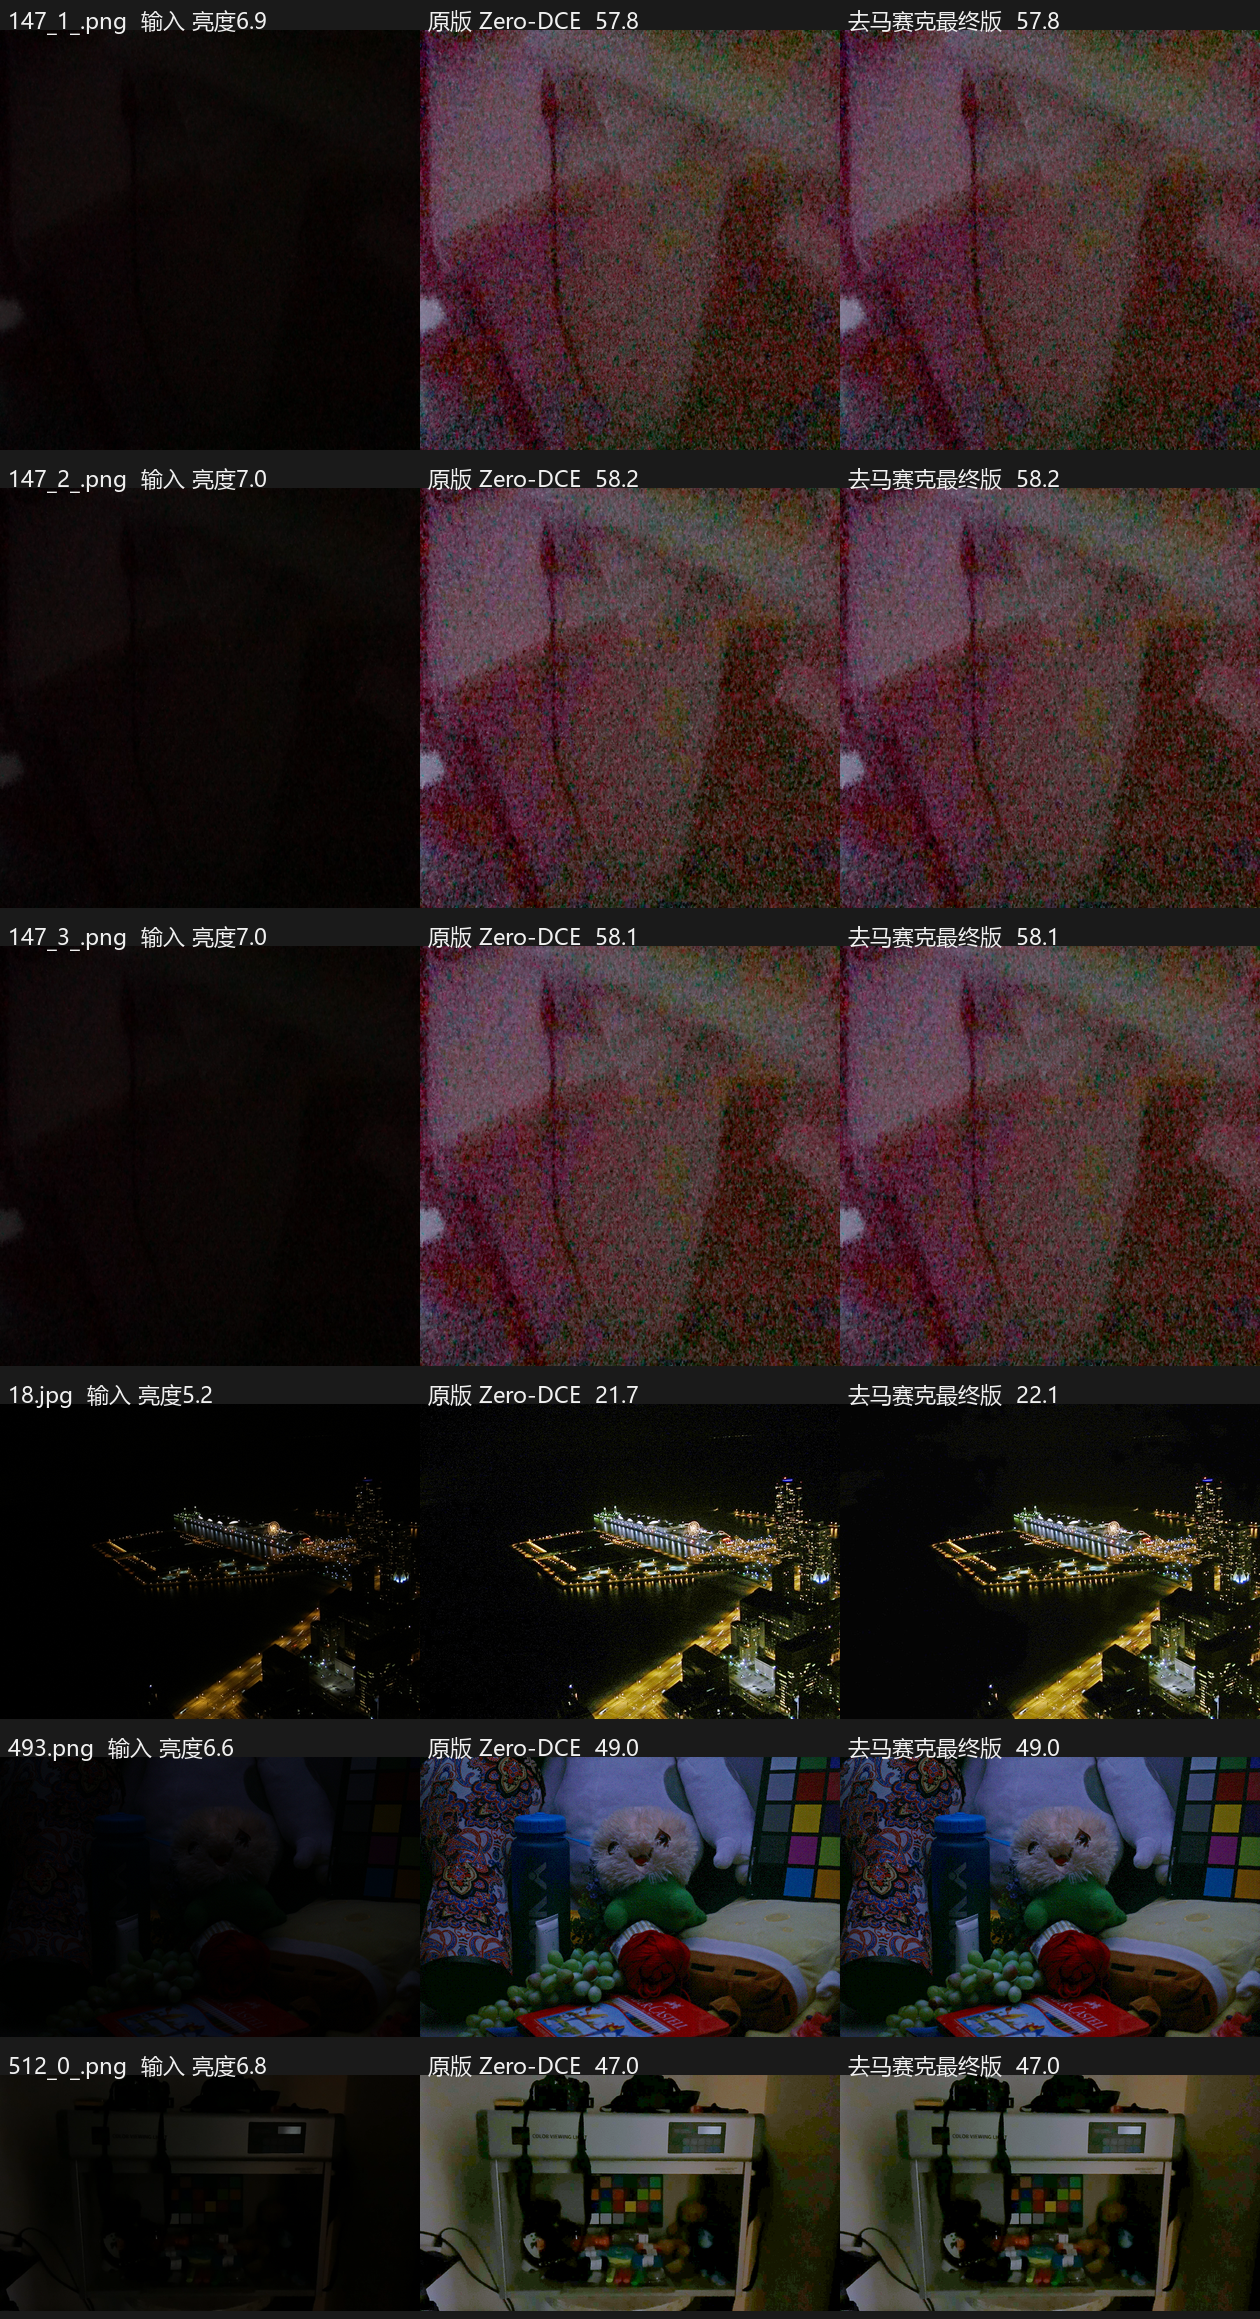 147_1_.png 输入 亮度6.9 原版 Zero-DCE 57.8 去马赛克最终版 57.8
147_2_.png 输入 亮度7.0 原版 Zero-DCE 58.2 去马赛克最终版 58.2
147_3_.png 输入 亮度7.0 原版 Zero-DCE 58.1 去马赛克最终版 58.1
18.jpg 输入 亮度5.2 原版 Zero-DCE 21.7 去马赛克最终版 22.1
493.png 输入 亮度6.6 原版 Zero-DCE 49.0 去马赛克最终版 49.0
512_0_.png 输入 亮度6.8 原版 Zero-DCE 47.0 去马赛克最终版 47.0
COLOR VIEWING COLOR VIEWING